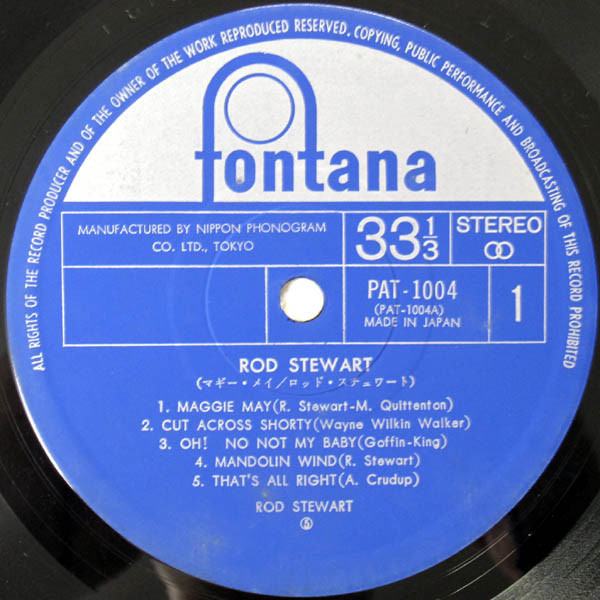 ALL RIGHTS OF THE RECORD PRODUCER AND OF THE OWNER OF THE WORK REPRODUCED RESERVED. COPYING, PUBLIC PERFORMANCE AND BROADCASTING OF THIS RECORD PROHIBITED
fontana
MANUFACTURED BY NIPPON PHONOGRAM
CO. LTD., TOKYO
33 1/3
STEREO
PAT-1004
(PAT-1004A)
MADE IN JAPAN
1
ROD STEWART
(マギー・メイ/ロッド・ステュワート)
1. MAGGIE MAY(R. Stewart-M. Quittenton)
2. CUT ACROSS SHORTY(Wayne Wilkin Walker)
3. OH! NO NOT MY BABY(Goffin-King)
4. MANDOLIN WIND(R. Stewart)
5. THAT'S ALL RIGHT(A. Crudup)
ROD STEWART